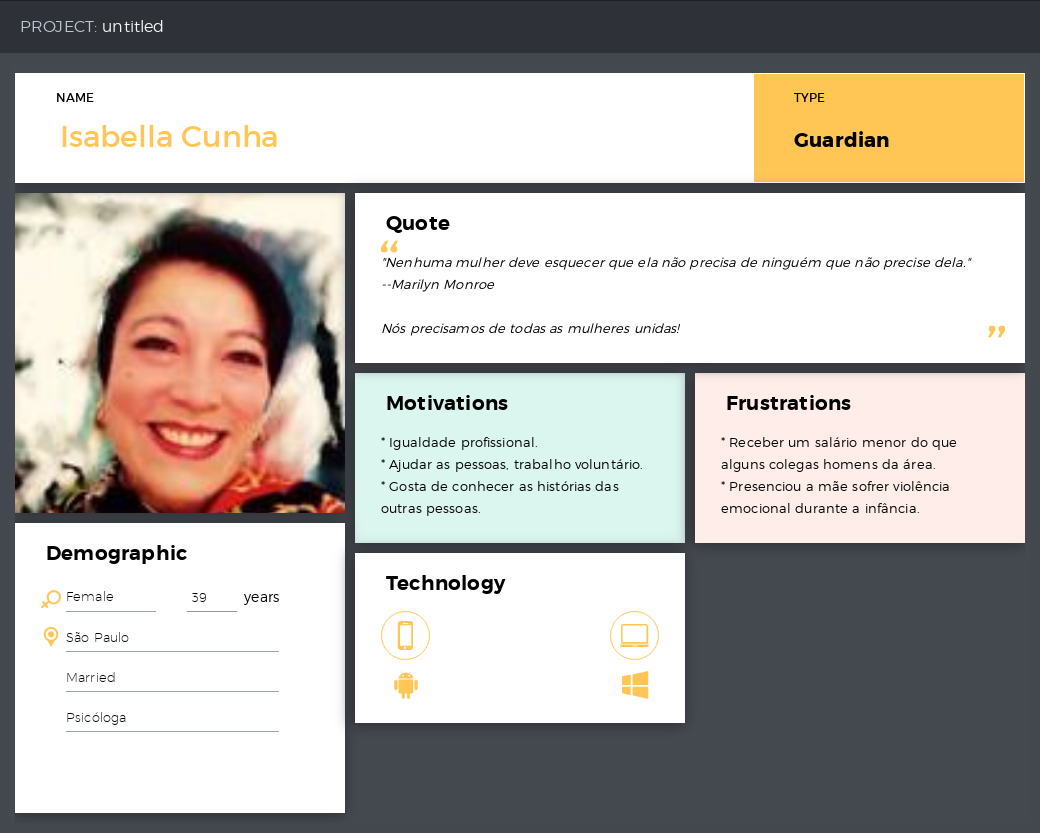 PROJECT: untitled
NAME
Isabella Cunha
TYPE
Guardian
Quote
“
"Nenhuma mulher deve esquecer que ela não precisa de ninguém que não precise dela."
--Marilyn Monroe
Nós precisamos de todas as mulheres unidas!
”
Motivations
* Igualdade profissional.
* Ajudar as pessoas, trabalho voluntário.
* Gosta de conhecer as histórias das
outras pessoas.
Frustrations
* Receber um salário menor do que
alguns colegas homens da área.
* Presenciou a mãe sofrer violência
emocional durante a infância.
Demographic
Female 39 years
São Paulo
Married
Psicóloga
Technology